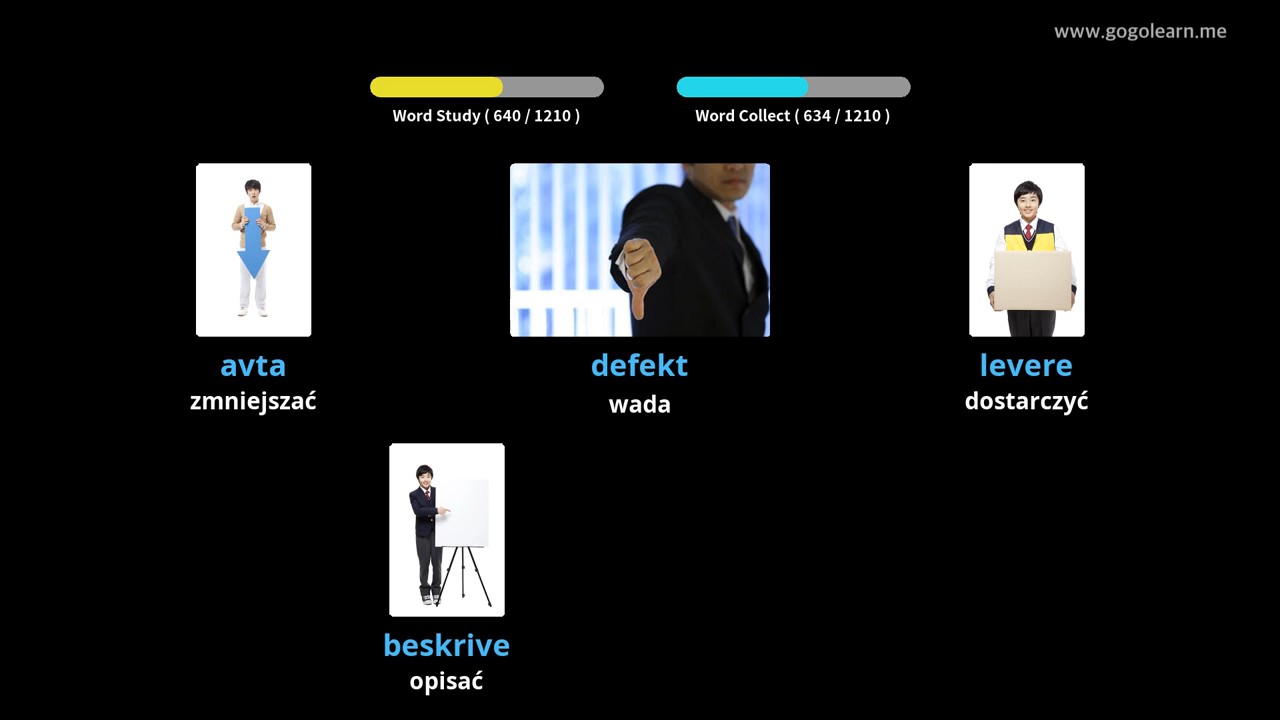 www.gogolearn.me
Word Study ( 640 / 1210 )
Word Collect ( 634 / 1210 )
avta
zmniejszać
defekt
wada
levere
dostarczyć
beskrive
opisać